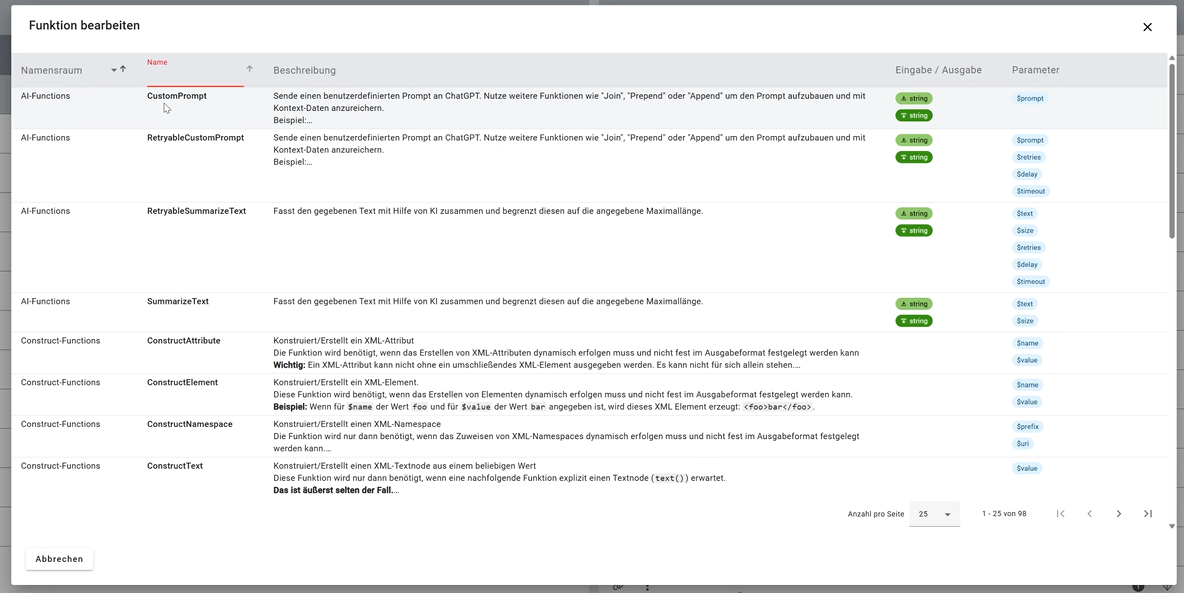 Funktion bearbeiten
Namensraum Name Beschreibung Eingabe / Ausgabe Parameter
AI-Functions CustomPrompt Sende einen benutzerdefinierten Prompt an ChatGPT. Nutze weitere Funktionen wie "Join", "Prepend" oder "Append" um den Prompt aufzubauen und mit string $prompt
Kontext-Daten anzureichern. string
Beispiel:...
AI-Functions RetryableCustomPrompt Sende einen benutzerdefinierten Prompt an ChatGPT. Nutze weitere Funktionen wie "Join", "Prepend" oder "Append" um den Prompt aufzubauen und mit string $prompt
Kontext-Daten anzureichern. string $retries
Beispiel:...
$delay
$timeout
AI-Functions RetryableSummarizeText Fasst den gegebenen Text mit Hilfe von KI zusammen und begrenzt diesen auf die angegebene Maximallänge. string $text
string $size
$retries
$delay
$timeout
AI-Functions SummarizeText Fasst den gegebenen Text mit Hilfe von KI zusammen und begrenzt diesen auf die angegebene Maximallänge. string $text
string $size
Construct-Functions ConstructAttribute Konstruiert/Erstellt ein XML-Attribut $name
Die Funktion wird benötigt, wenn das Erstellen von XML-Attributen dynamisch erfolgen muss und nicht fest im Ausgabeformat festgelegt werden kann $value
Wichtig: Ein XML-Attribut kann nicht ohne ein umschließendes XML-Element ausgegeben werden. Es kann nicht für sich allein stehen....
Construct-Functions ConstructElement Konstruiert/Erstellt ein XML-Element. $name
Diese Funktion wird benötigt, wenn das Erstellen von Elementen dynamisch erfolgen muss und nicht fest im Ausgabeformat festgelegt werden kann. $value
Beispiel: Wenn für $name der Wert foo und für $value der Wert bar angegeben ist, wird dieses XML Element erzeugt: <foo>bar</foo>.
Construct-Functions ConstructNamespace Konstruiert/Erstellt einen XML-Namespace $prefix
Die Funktion wird nur dann benötigt, wenn das Zuweisen von XML-Namespaces dynamisch erfolgen muss und nicht fest im Ausgabeformat festgelegt $uri
werden kann....
Construct-Functions ConstructText Konstruiert/Erstellt einen XML-Textnode aus einem beliebigen Wert $value
Diese Funktion wird nur dann benötigt, wenn eine nachfolgende Funktion explizit einen Textnode (text()) erwartet.
Das ist äußerst selten der Fall....
Anzahl pro Seite 25 1 - 25 von 98
Abbrechen